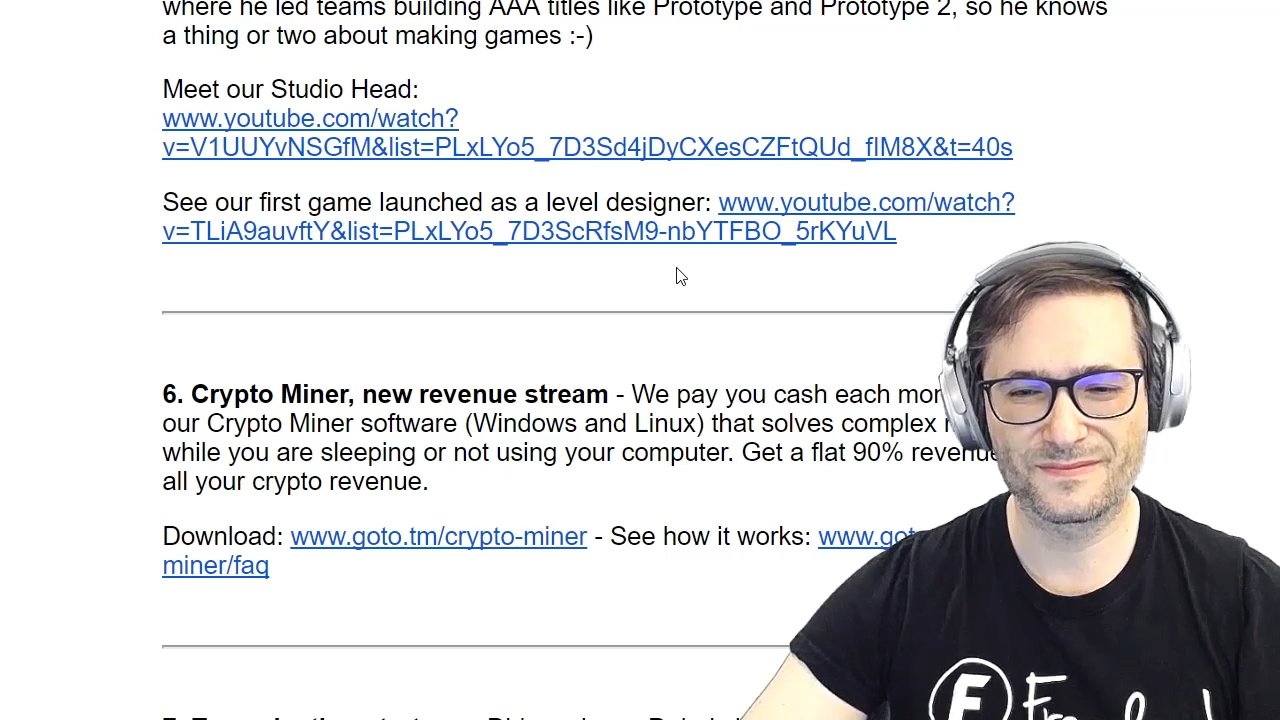 where he led teams building AAA titles like Prototype and Prototype 2, so he knows
a thing or two about making games :-)
Meet our Studio Head:
www.youtube.com/watch?
v=V1UUYvNSGfM&list=PLxLYo5_7D3Sd4jDyCXesCZFtQUd_fIM8X&t=40s
See our first game launched as a level designer: www.youtube.com/watch?
v=TLiA9auvftY&list=PLxLYo5_7D3ScRfsM9-nbYTFBO_5rKYuVL
6. Crypto Miner, new revenue stream - We pay you cash each
our Crypto Miner software (Windows and Linux) that solves complex
while you are sleeping or not using your computer. Get a flat 90% revenue
all your crypto revenue.
Download: www.goto.tm/crypto-miner - See how it works:
miner/faq